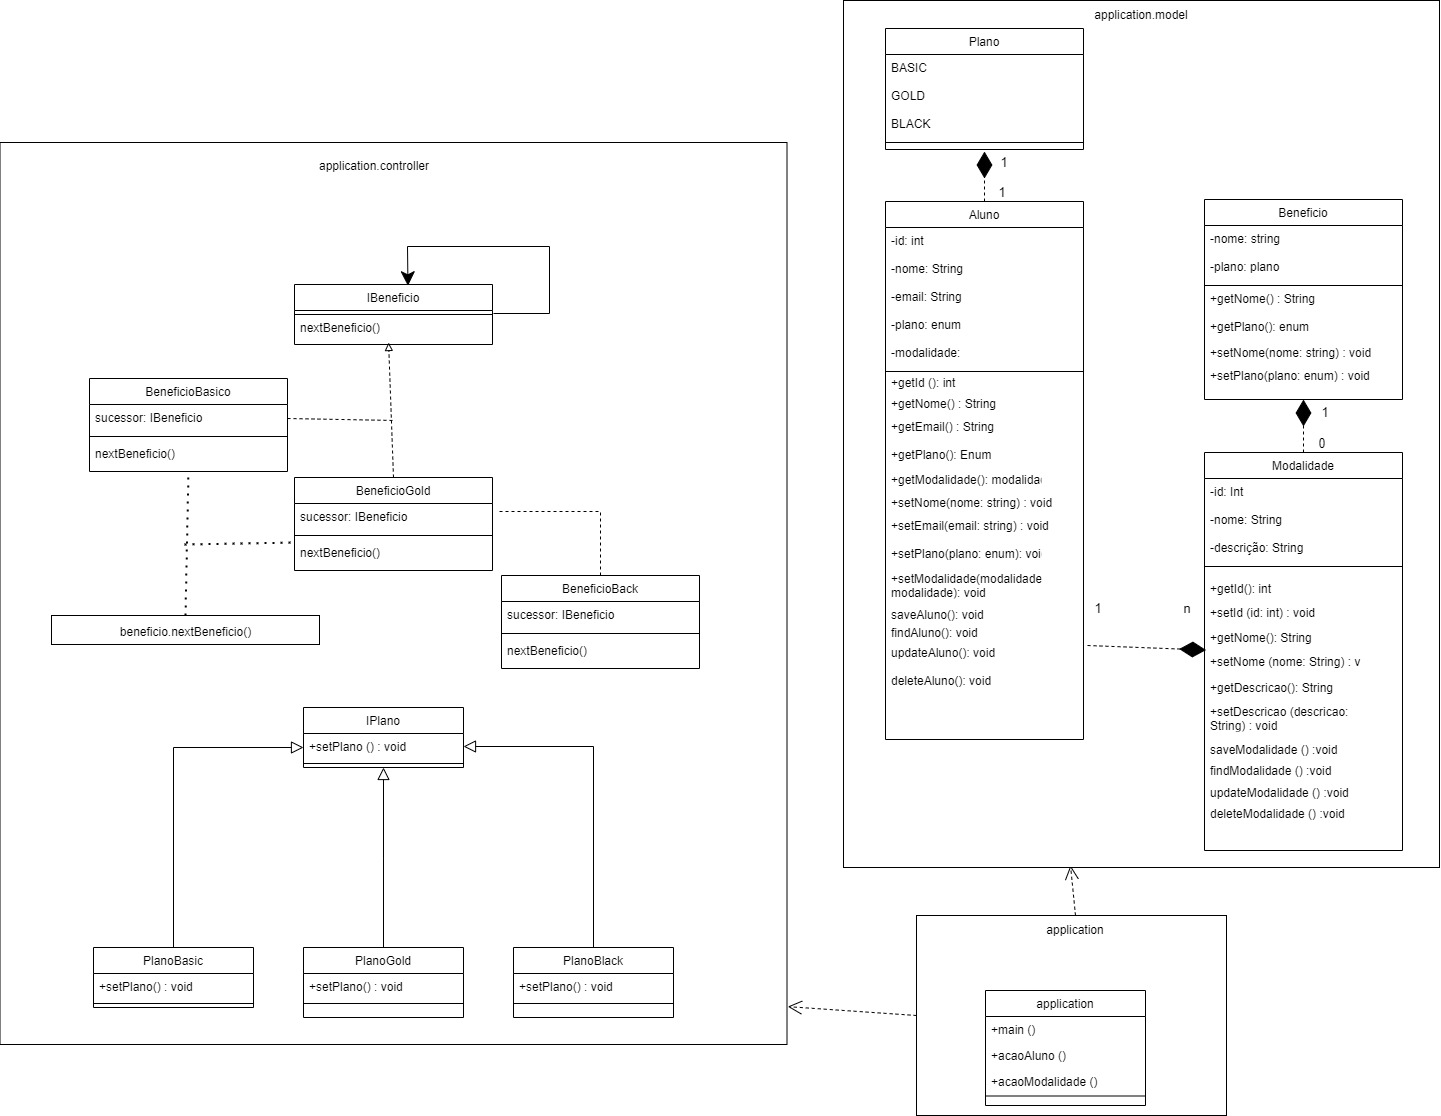 application.model
Plano
BASIC
GOLD
BLACK
1
1
Aluno
-id: int
-nome: String
-email: String
-plano: enum
-modalidade:
+getId (): int
+getNome() : String
+getEmail() : String
+getPlano(): Enum
+getModalidade(): modalida
+setNome(nome: string) : void
+setEmail(email: string) : void
+setPlano(plano: enum): voi
+setModalidade(modalidade
modalidade): void
saveAluno(): void
findAluno(): void
updateAluno(): void
deleteAluno(): void
Beneficio
-nome: string
-plano: plano
+getNome() : String
+getPlano(): enum
+setNome(nome: string) : void
+setPlano(plano: enum) : void
1
0
Modalidade
-id: Int
-nome: String
-descrição: String
+getId(): int
+setId (id: int) : void
+getNome(): String
+setNome (nome: String) : v
+getDescricao(): String
+setDescricao (descricao:
String) : void
saveModalidade () :void
findModalidade () :void
updateModalidade () :void
deleteModalidade () :void
1
n
application.controller
IBeneficio
nextBeneficio()
BeneficioBasico
sucessor: IBeneficio
nextBeneficio()
BeneficioGold
sucessor: IBeneficio
nextBeneficio()
BeneficioBack
sucessor: IBeneficio
nextBeneficio()
beneficio.nextBeneficio()
IPlano
+setPlano () : void
PlanoBasic
+setPlano() : void
PlanoGold
+setPlano() : void
PlanoBlack
+setPlano() : void
application
application
+main ()
+acaoAluno ()
+acaoModalidade ()